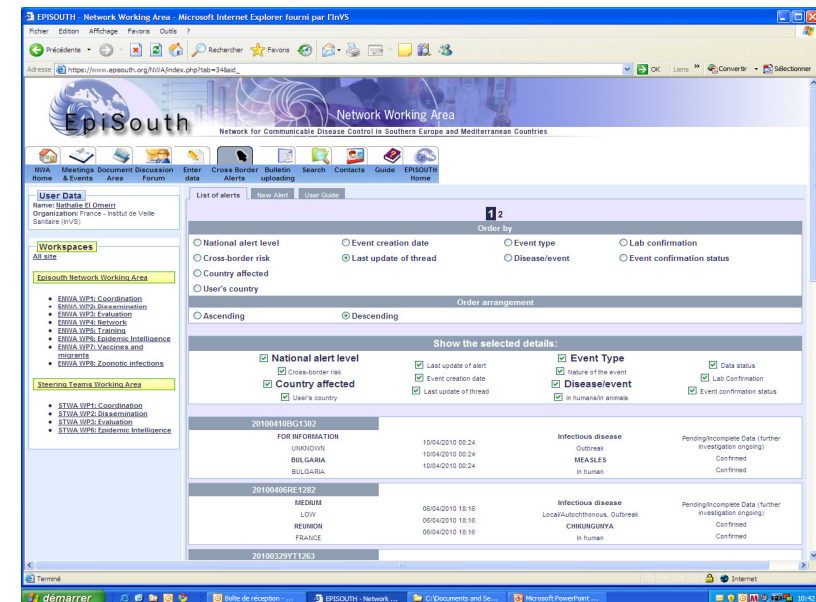 EPISOUTH - Network Working Area - Microsoft Internet Explorer fourni par l'InVS
Fichier Edition Affichage Favoris Outils ?
Précédente Rechercher Favoris
Adresse https://www.episouth.org/NWA/index.php?tab=34&aid_ OK Liens » Convertir Sélectionner
EpiSouth
Network Working Area
Network for Communicable Disease Control in Southern Europe and Mediterranean Countries
NWA Home
Meetings & Events
Document Area
Discussion Forum
Enter data
Cross Border Alerts
Bulletin uploading
Search
Contacts
Guide
EPISOUTH Home
User Data
Name: Nathalie El Omeiri
Organization: France - Institut de Veille
Sanitaire (InVS)
Workspaces
All site
Episouth Network Working Area
ENWA WP1: Coordination
ENWA WP2: Dissemination
ENWA WP3: Evaluation
ENWA WP4: Network
ENWA WP5: Training
ENWA WP6: Epidemic Intelligence
ENWA WP7: Vaccines and
migrants
ENWA WP8: Zoonotic infections
Steering Teams Working Area
STWA WP1: Coordination
STWA WP2: Dissemination
STWA WP3: Evaluation
STWA WP6: Epidemic Intelligence
List of alerts New Alert User Guide
1 2
Order by
National alert level Event creation date Event type Lab confirmation
Cross-border risk Last update of thread Disease/event Event confirmation status
Country affected
User's country
Order arrangement
Ascending Descending
Show the selected details:
National alert level
Cross-border risk
Country affected
User's country
Last update of alert
Event creation date
Last update of thread
Event Type
Nature of the event
Disease/event
In humans/in animals
Data status
Lab Confirmation
Event confirmation status
20100410BG1302
FOR INFORMATION
UNKNOWN
BULGARIA
BULGARIA
10/04/2010 00:24
10/04/2010 00:24
10/04/2010 00:24
Infectious disease
Outbreak
MEASLES
In human
Pending/Incomplete Data (further
investigation ongoing)
Confirmed
Confirmed
20100406RE1282
MEDIUM
LOW
REUNION
FRANCE
06/04/2010 18:16
06/04/2010 18:16
06/04/2010 18:16
Infectious disease
Local/Autochthonous, Outbreak
CHIKUNGUNYA
In human
Pending/Incomplete Data (further
investigation ongoing)
Confirmed
Confirmed
20100329YT1263
Terminé Internet
démarrer Boîte de réception - ... EPISOUTH - Network ... C:\Documents and Se... Microsoft PowerPoint ... 10:42